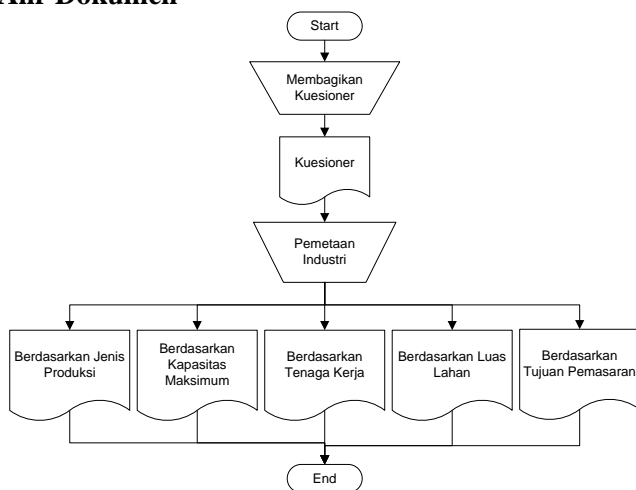 Dokumen
Start
Membagikan
Kuesioner
Kuesioner
Pemetaan
Industri
Berdasarkan Jenis
Produksi
Berdasarkan
Kapasitas
Maksimum
Berdasarkan
Tenaga Kerja
Berdasarkan Luas
Lahan
Berdasarkan
Tujuan Pemasaran
End